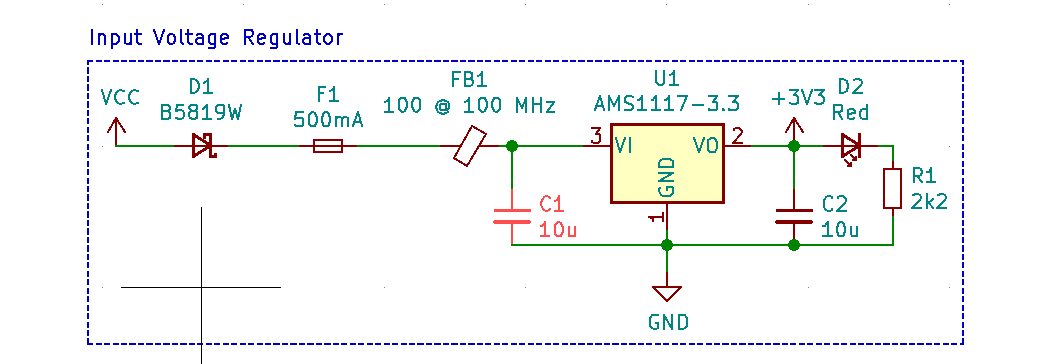 Input Voltage Regulator
VCC
D1
B5819W
F1
500mA
FB1
100 @ 100 MHz
U1
AMS1117-3.3
3
VI
VO
2
GND
1
+3V3
D2
Red
C1
10u
C2
10u
R1
2k2
GND